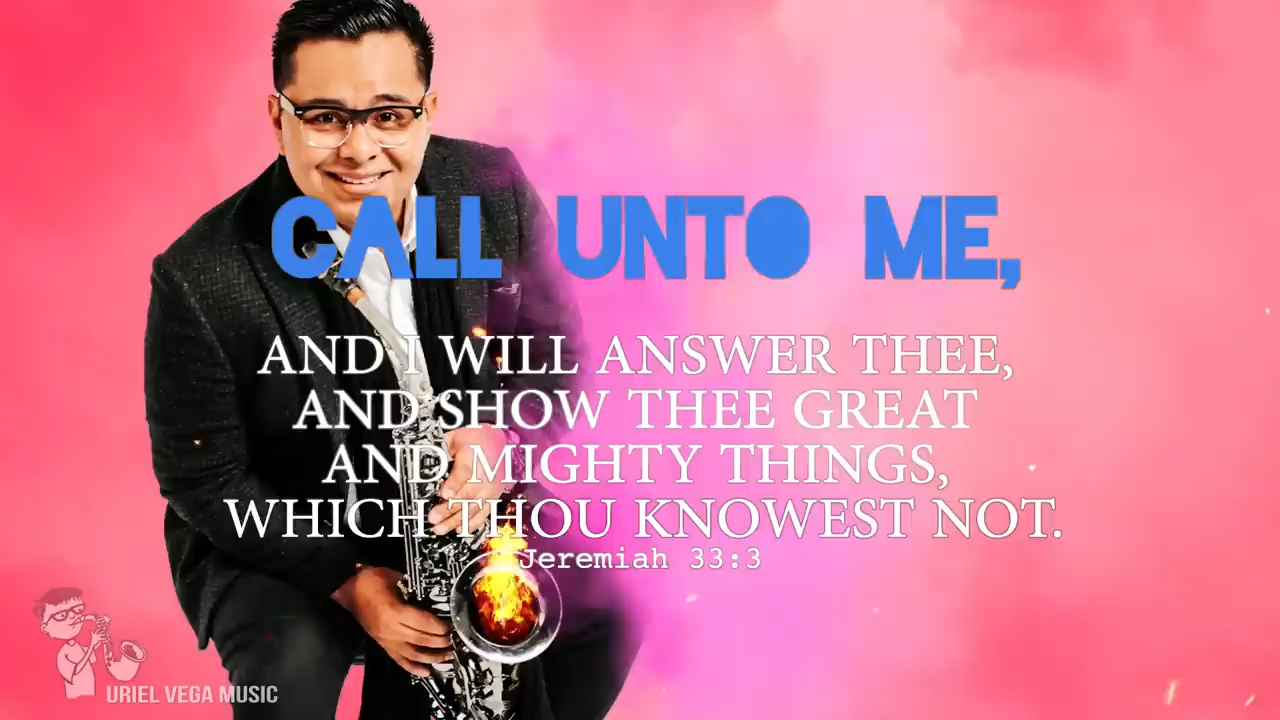 CALL UNTO ME,
AND I WILL ANSWER THEE,
AND SHOW THEE GREAT
AND MIGHTY THINGS,
WHICH THOU KNOWEST NOT.
Jeremiah 33:3
URIEL VEGA MUSIC